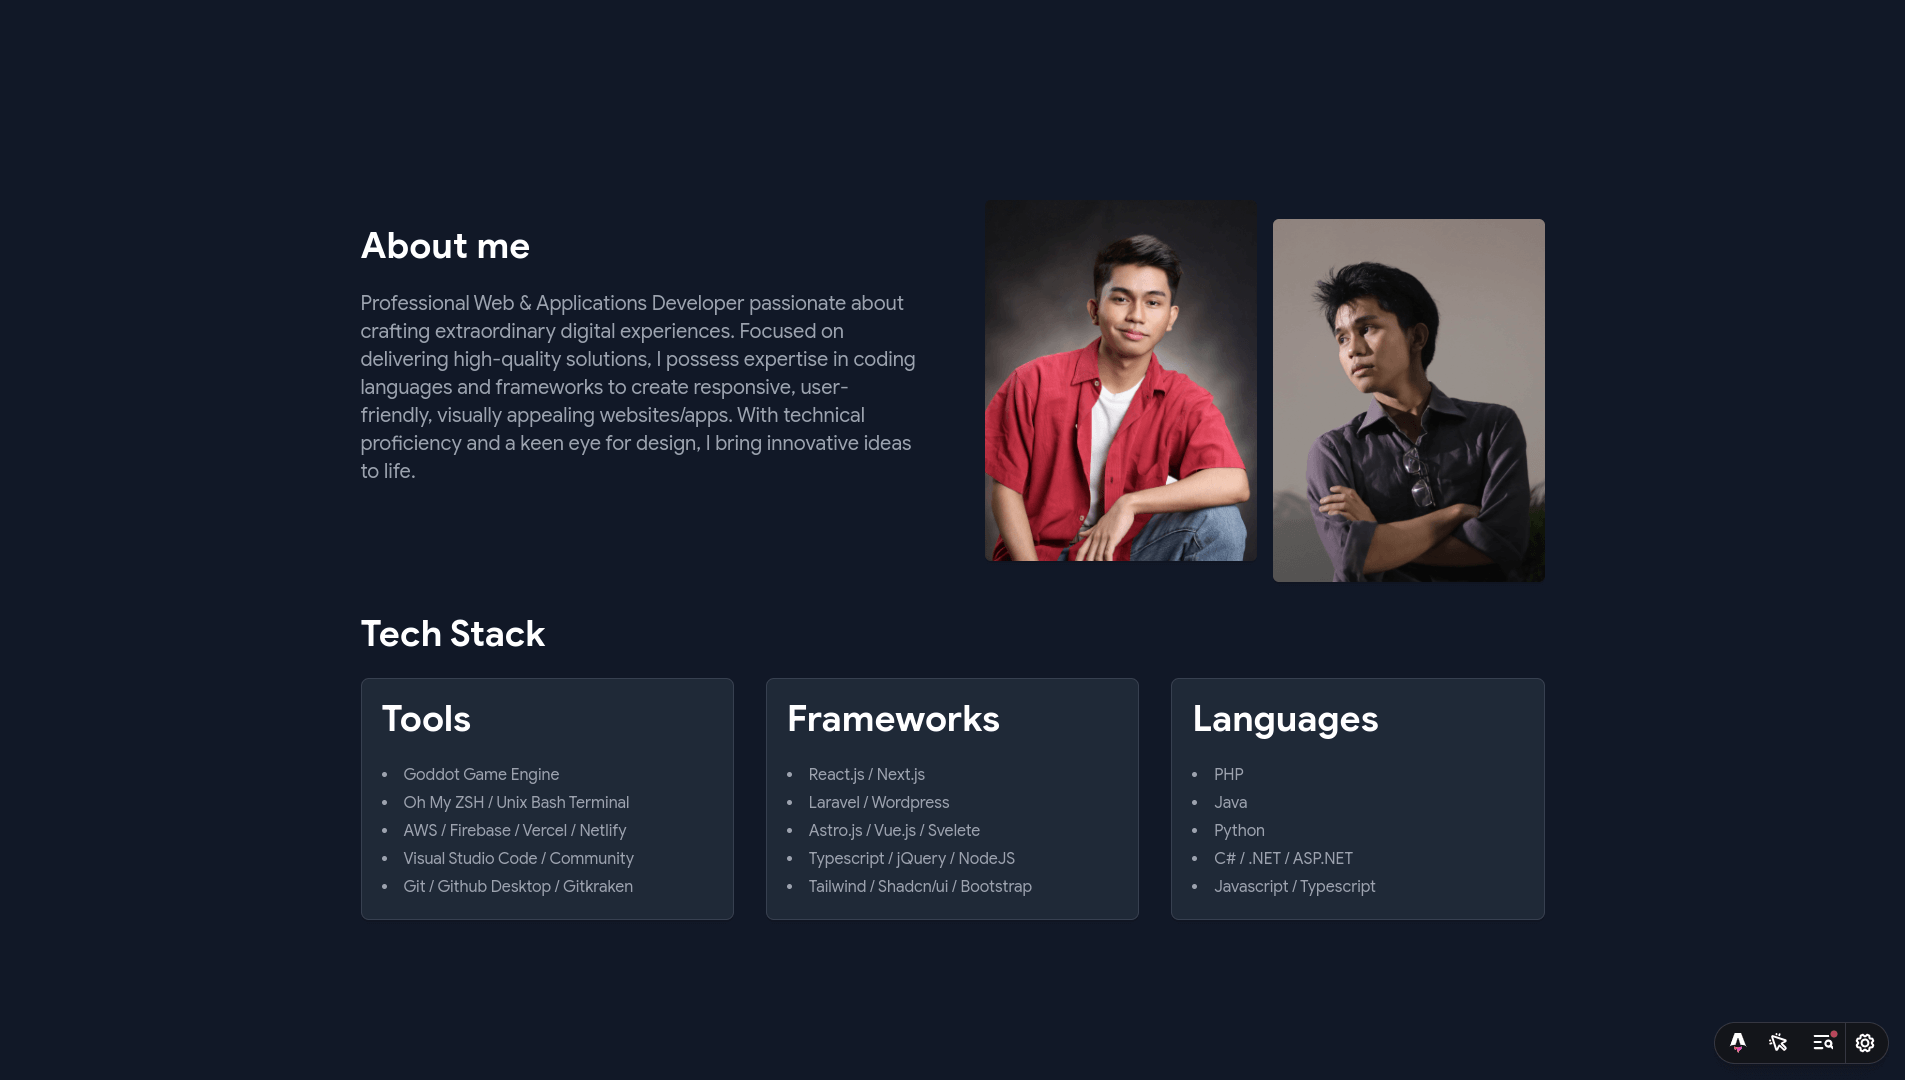 About me
Professional Web & Applications Developer passionate about
crafting extraordinary digital experiences. Focused on
delivering high-quality solutions, I possess expertise in coding
languages and frameworks to create responsive, user-
friendly, visually appealing websites/apps. With technical
proficiency and a keen eye for design, I bring innovative ideas
to life.
Tech Stack
Tools
• Goddot Game Engine
• Oh My ZSH / Unix Bash Terminal
• AWS / Firebase / Vercel / Netlify
• Visual Studio Code / Community
• Git / Github Desktop / Gitkraken
Frameworks
• React.js / Next.js
• Laravel / Wordpress
• Astro.js / Vue.js / Svelete
• Typescript / jQuery / NodeJS
• Tailwind / Shadcn/ui / Bootstrap
Languages
• PHP
• Java
• Python
• C# / .NET / ASP.NET
• Javascript / Typescript